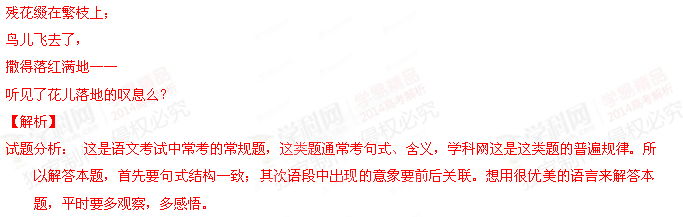 残花缀在繁枝上；
鸟儿飞去了，
撒得落红满地一一
听见了花儿落地的叹息么？
【解析】
试题分析： 这是语文考试中常考的常规题，这类题通常考句式、含义，学科网这是这类题的普遍规律。所
以解答本题，首先要句式结构一致；其次语段中出现的意象要前后关联。想用很优美的语言来解答本
题，平时要多观察，多感悟。